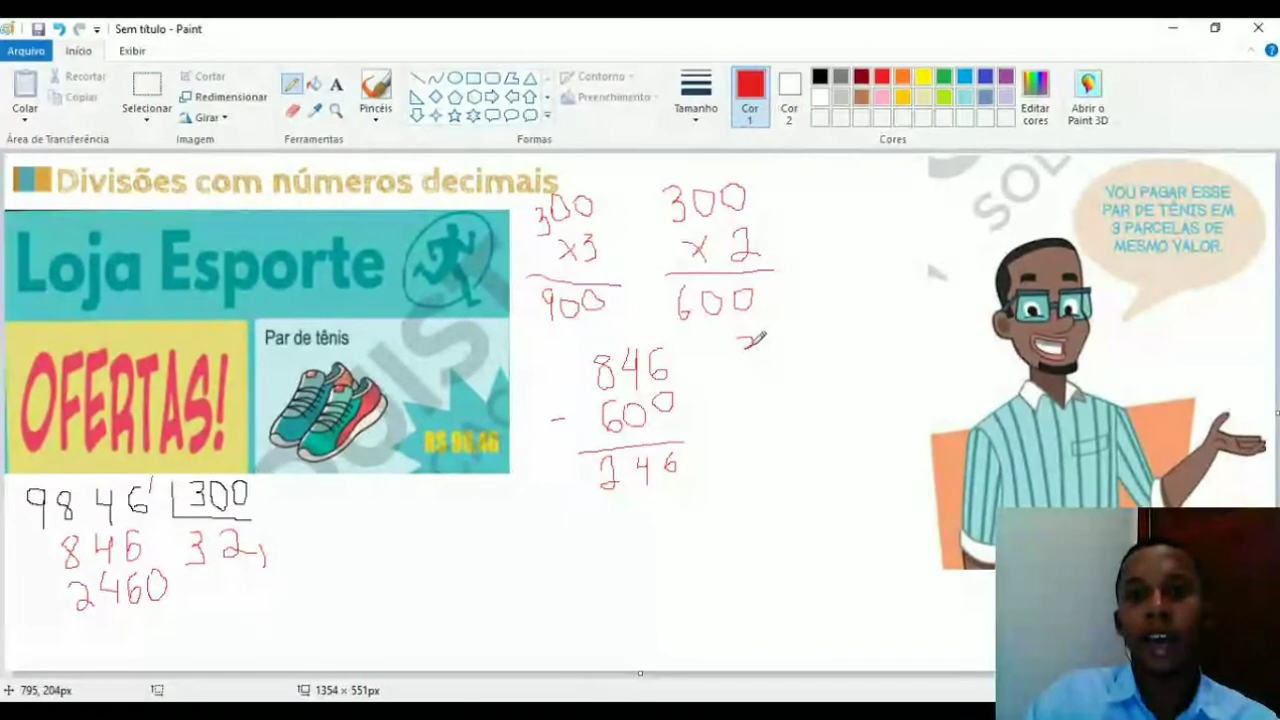 Sem título - Paint
Arquivo
Início
Exibir
Colar
Recortar
Copiar
Área de Transferência
Selecionar
Cortar
Redimensionar
Girar
Imagem
A
Pincéis
Ferramentas
Contorno
Preenchimento
Formas
Tamanho
Cor
1
Cor
2
Editar
cores
Abrir o
Paint 3D
Cores
Divisões com números decimais
Loja Esporte
OFERTAS!
Par de tênis
R$ 98,46
300
x3
900
300
x 2
600
846
- 600
246
9846 300
846 32,
2460
VOU PAGAR ESSE
PAR DE TÊNIS EM
3 PARCELAS DE
MESMO VALOR.
795, 204px
1354 × 551px